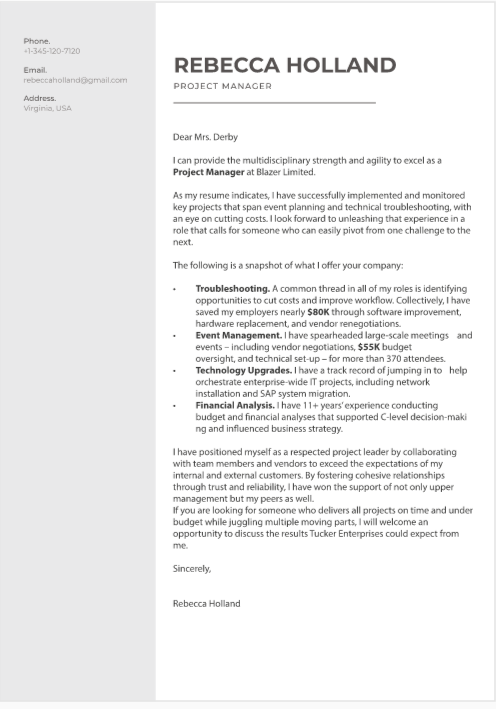 Phone.
+1-345-120-7120
Email.
rebeccaholland@gmail.com
Address.
Virginia, USA
REBECCA HOLLAND
PROJECT MANAGER
Dear Mrs. Derby
I can provide the multidisciplinary strength and agility to excel as a
Project Manager at Blazer Limited.
As my resume indicates, I have successfully implemented and monitored
key projects that span event planning and technical troubleshooting, with
an eye on cutting costs. I look forward to unleashing that experience in a
role that calls for someone who can easily pivot from one challenge to the
next.
The following is a snapshot of what I offer your company:
• Troubleshooting. A common thread in all of my roles is identifying
opportunities to cut costs and improve workflow. Collectively, I have
saved my employers nearly $80K through software improvement,
hardware replacement, and vendor renegotiations.
• Event Management. I have spearheaded large-scale meetings and
events – including vendor negotiations, $55K budget
oversight, and technical set-up – for more than 370 attendees.
• Technology Upgrades. I have a track record of jumping in to help
orchestrate enterprise-wide IT projects, including network
installation and SAP system migration.
• Financial Analysis. I have 11+ years' experience conducting
budget and financial analyses that supported C-level decision-maki
ng and influenced business strategy.
I have positioned myself as a respected project leader by collaborating
with team members and vendors to exceed the expectations of my
internal and external customers. By fostering cohesive relationships
through trust and reliability, I have won the support of not only upper
management but my peers as well.
If you are looking for someone who delivers all projects on time and under
budget while juggling multiple moving parts, I will welcome an
opportunity to discuss the results Tucker Enterprises could expect from
me.
Sincerely,
Rebecca Holland